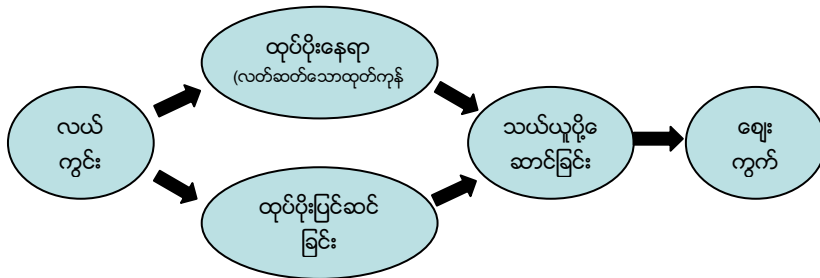 လယ်
ကွင်း
ထုပ်ပိုးနေရာ
(လတ်ဆတ်သောထုတ်ကုန်
ထုပ်ပိုးပြင်ဆင်
ခြင်း
သယ်ယူပို့ေ
ဆာင်ခြင်း
ဈေး
ကွက်